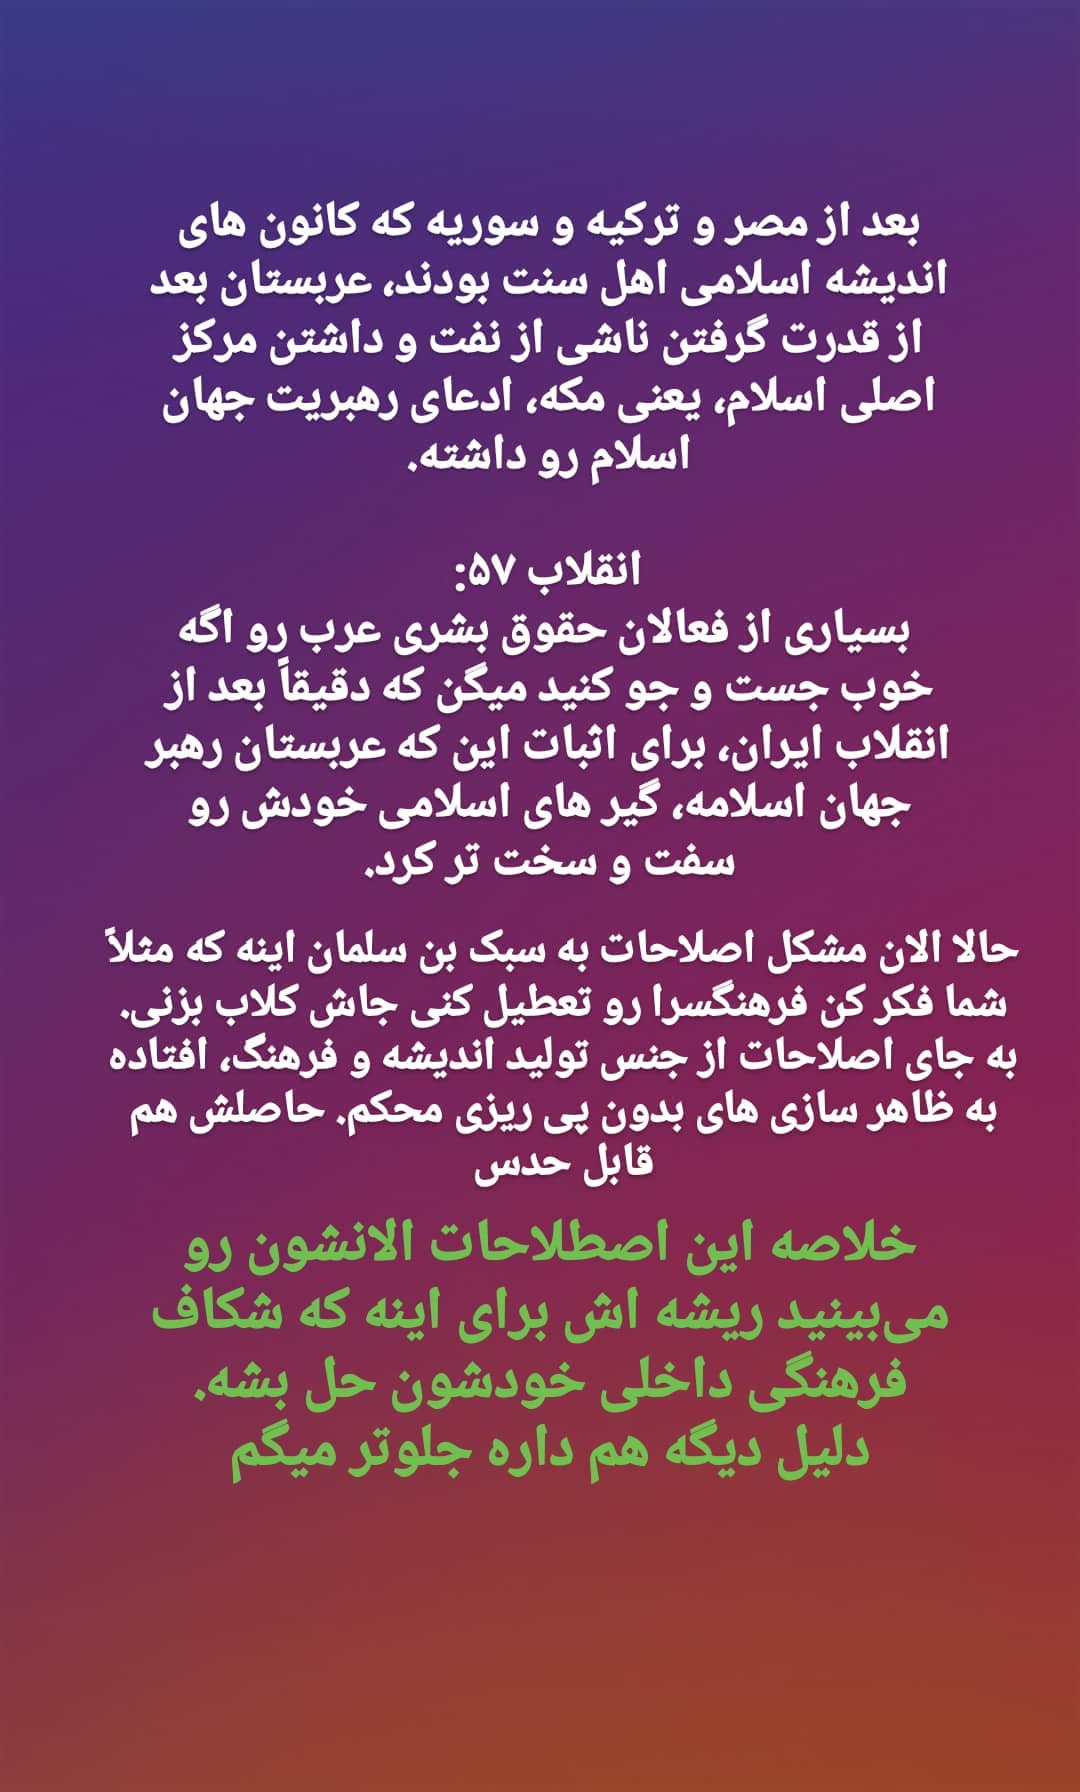 بعد از مصر و ترکیه و سوریه که کانون های
اندیشه اسلامی اهل سنت بودند، عربستان بعد
از قدرت گرفتن ناشی از نفت و داشتن مرکز
اصلی اسلام، یعنی مکه، ادعای رهبریت جهان
اسلام رو داشته.
انقلاب ۵۷:
بسیاری از فعالان حقوق بشری عرب رو اگه
خوب جست و جو کنید میگن که دقیقاً بعد از
انقلاب ایران، برای اثبات این که عربستان رهبر
جهان اسلامه، گیر های اسلامی خودش رو
سفت و سخت تر کرد.
حالا الان مشکل اصلاحات به سبک بن سلمان اینه که مثلاً
شما فکر کن فرهنگسرا رو تعطیل کنی جاش کلاب بزنی.
به جای اصلاحات از جنس تولید اندیشه و فرهنگ، افتاده
به ظاهر سازی های بدون پی ریزی محکم. حاصلش هم
قابل حدس
خلاصه این اصطلاحات الانشون رو
می‌بینید ریشه اش برای اینه که شکاف
فرهنگی داخلی خودشون حل بشه.
دلیل دیگه هم داره جلوتر میگم